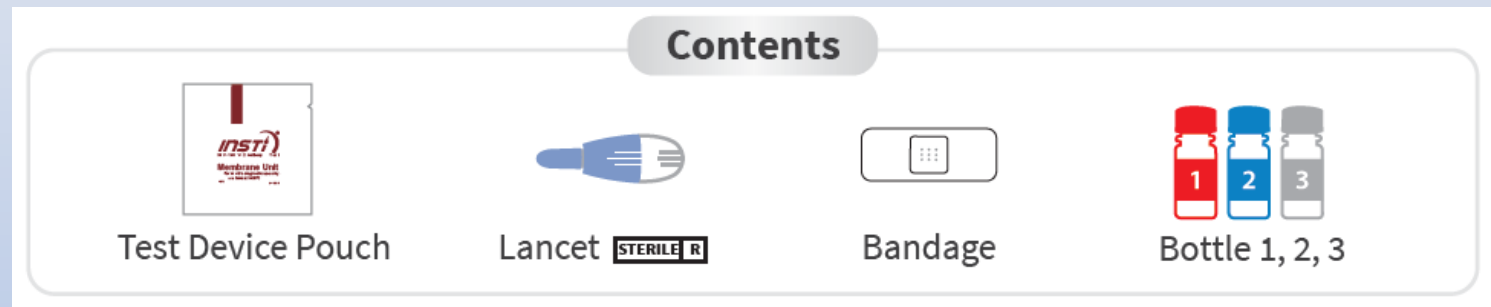 Contents
INSTi
Membrane Unit
1 2 3
Test Device Pouch
Lancet STERILE R
Bandage
Bottle 1, 2, 3